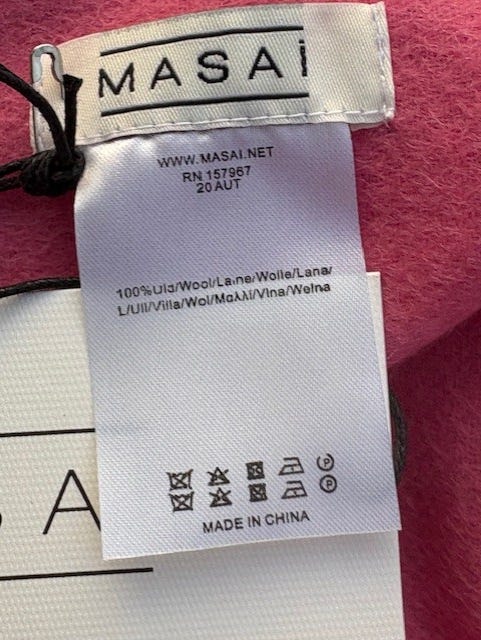 MASAi
WWW.MASAI.NET
RN 157967
20 AUT
100%Uld/Wool/Laine/Wolle/Lana/
L/Ull/Villa/Wol/Μαλλί/Vlna/Wełna
P
P
MADE IN CHINA
S A